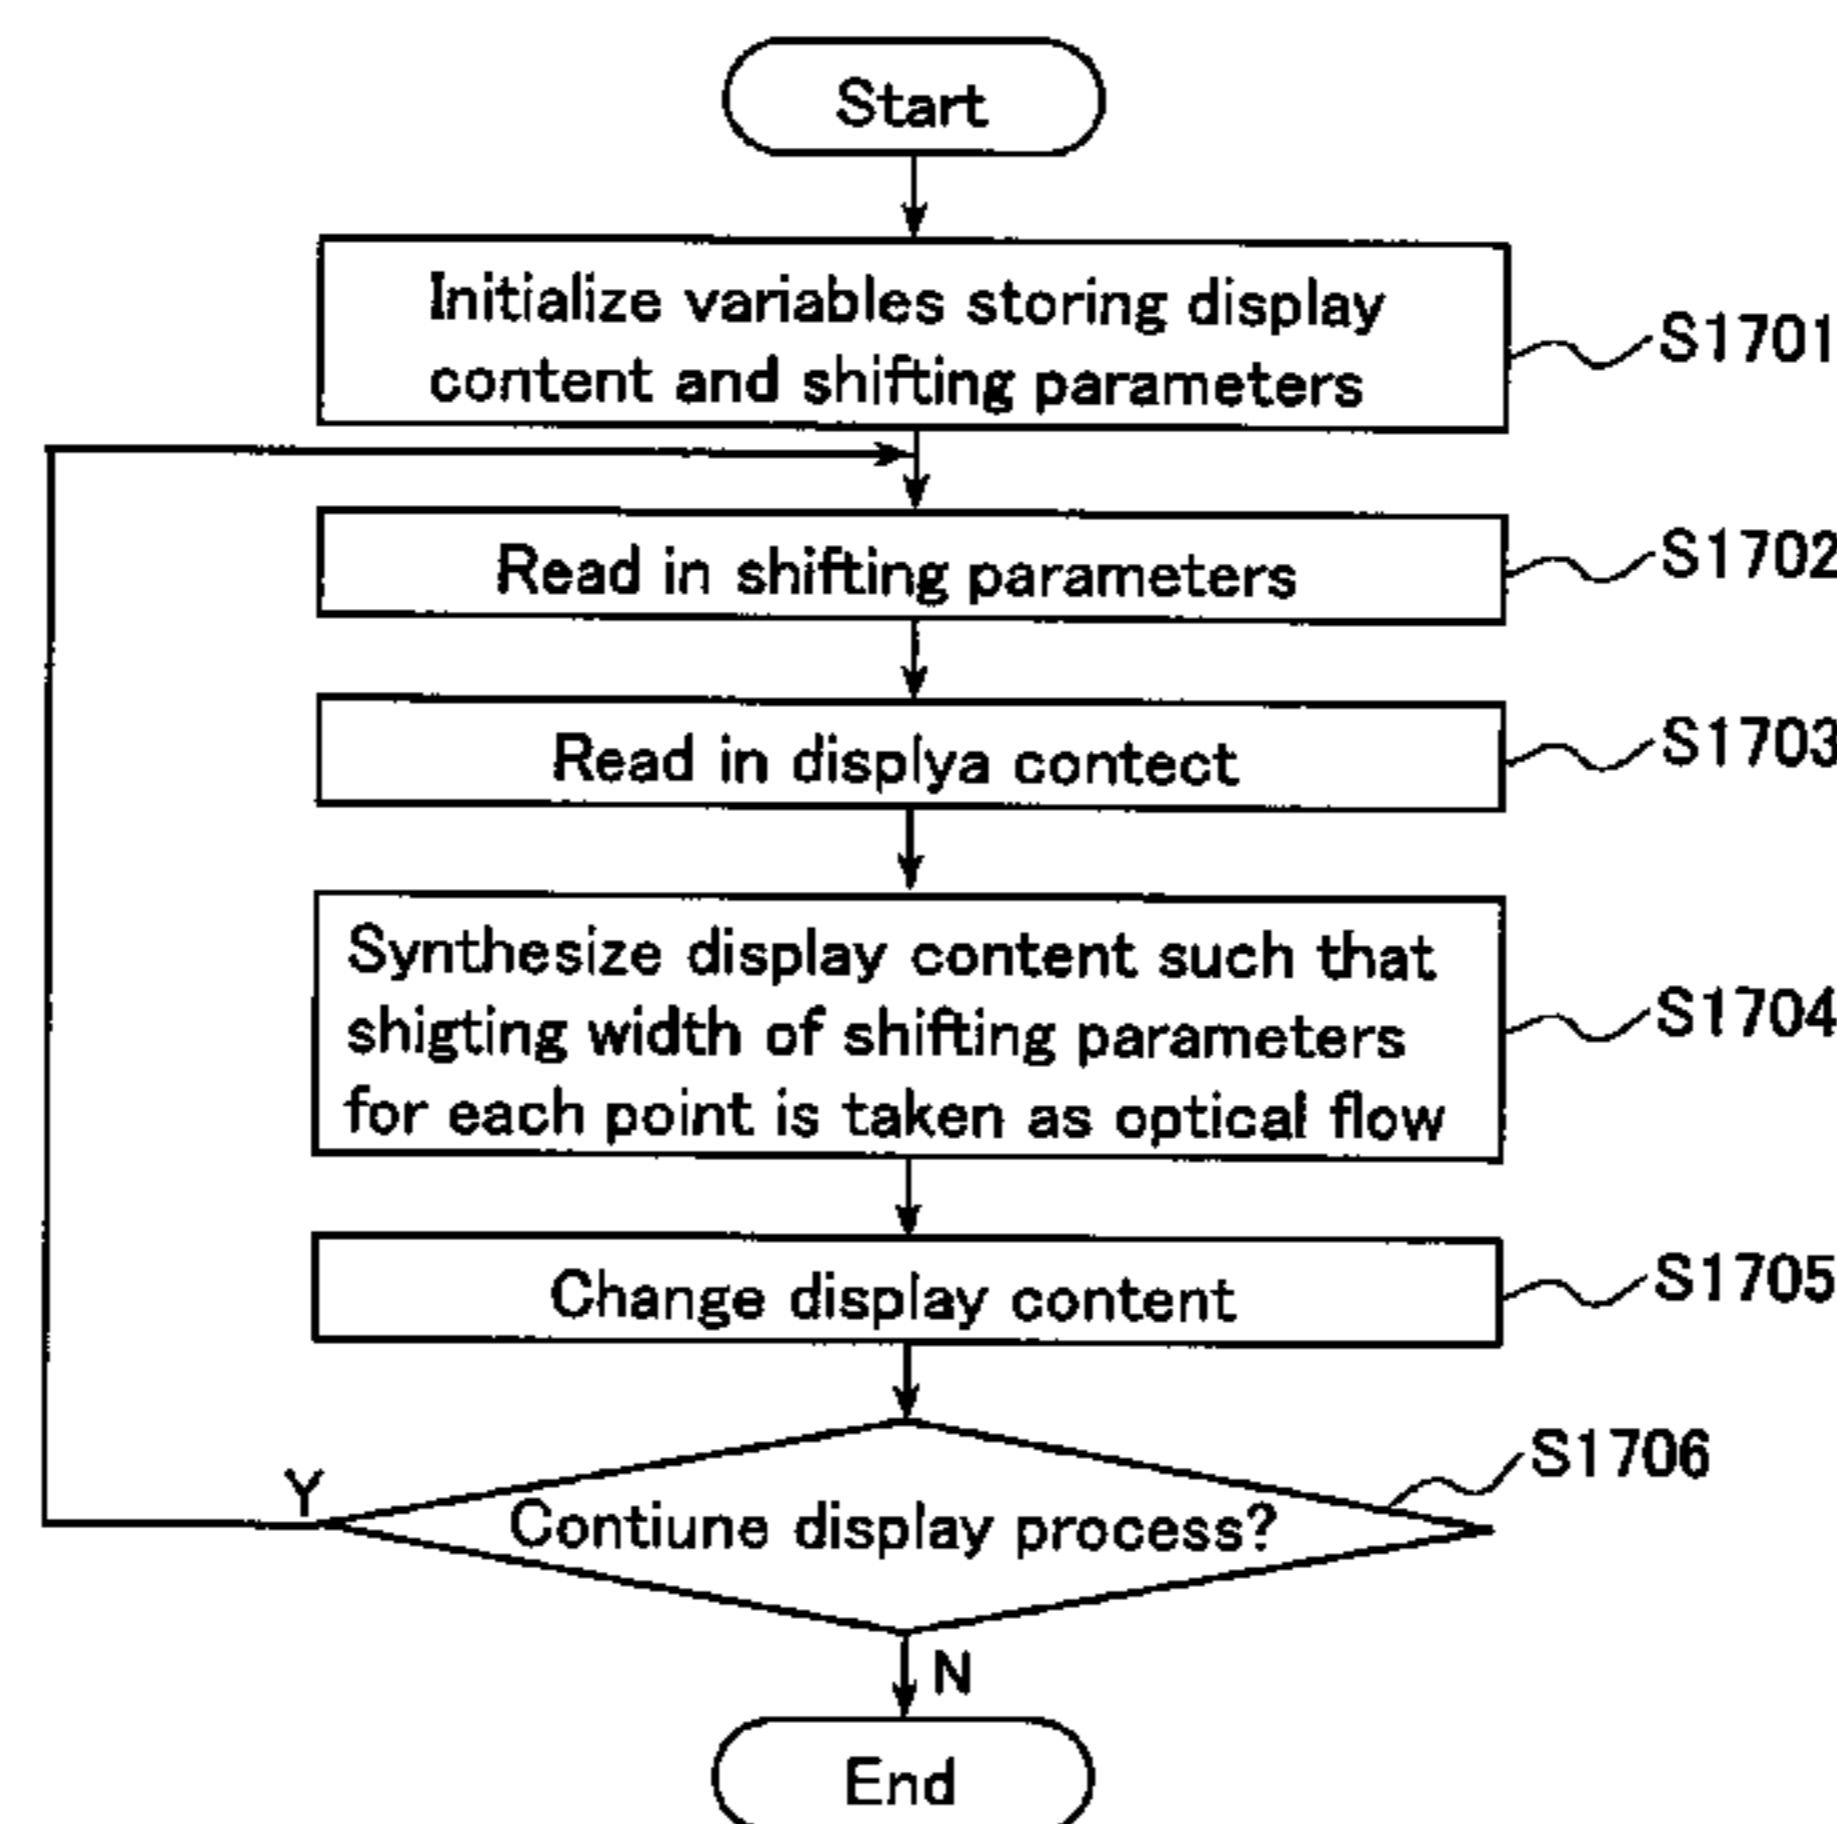 Start
Initialize variables storing display
content and shifting parameters
S1701
Read in shifting parameters
S1702
Read in displya contect
S1703
Synthesize display content such that
shigting width of shifting parameters
for each point is taken as optical flow
S1704
Change display content
S1705
S1706
Y
Contiune display process?
N
End